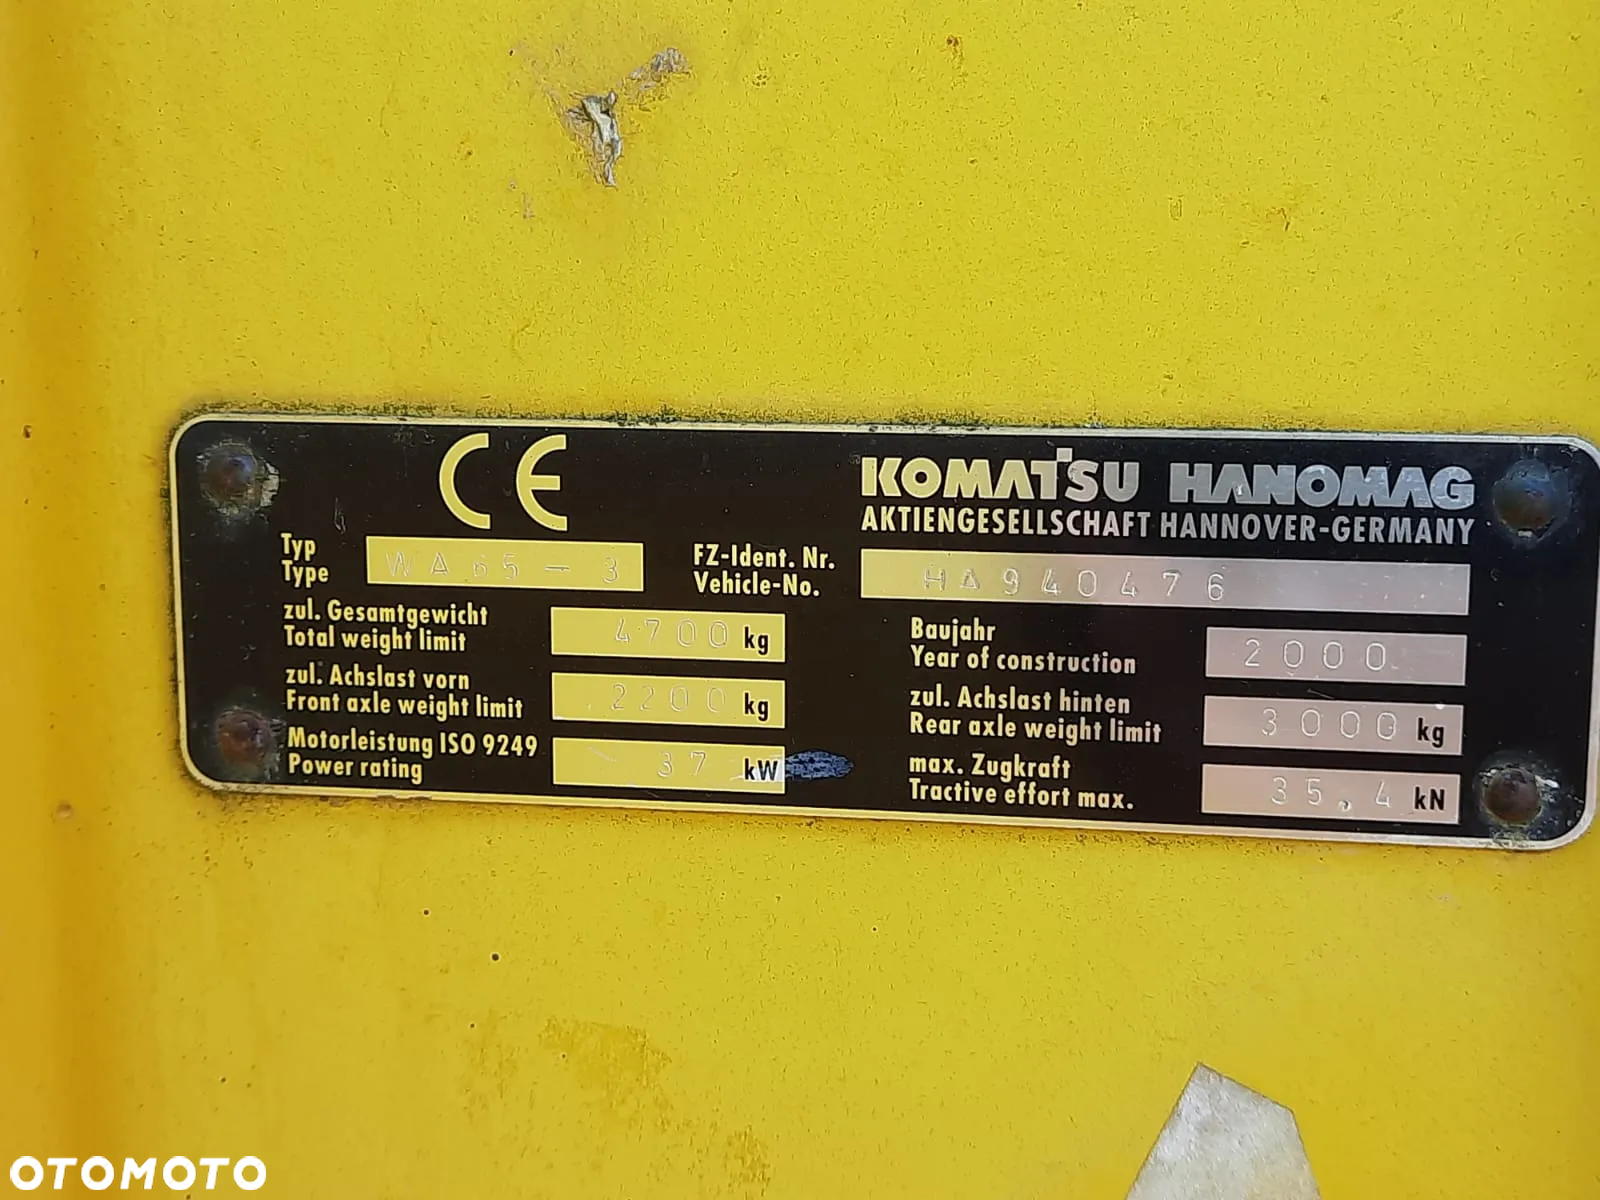 CE
KOMATSU HANOMAG
AKTIENGESELLSCHAFT HANNOVER-GERMANY
Typ
Type
WA65-3
FZ-Ident. Nr.
Vehicle-No.
HA940476
zul. Gesamtgewicht
Total weight limit
4700 kg
Baujahr
Year of construction
2000
zul. Achslast vorn
Front axle weight limit
2200 kg
zul. Achslast hinten
Rear axle weight limit
3000 kg
Motorleistung ISO 9249
Power rating
37 kW
max. Zugkraft
Tractive effort max.
35,4 kN
OTOMOTO